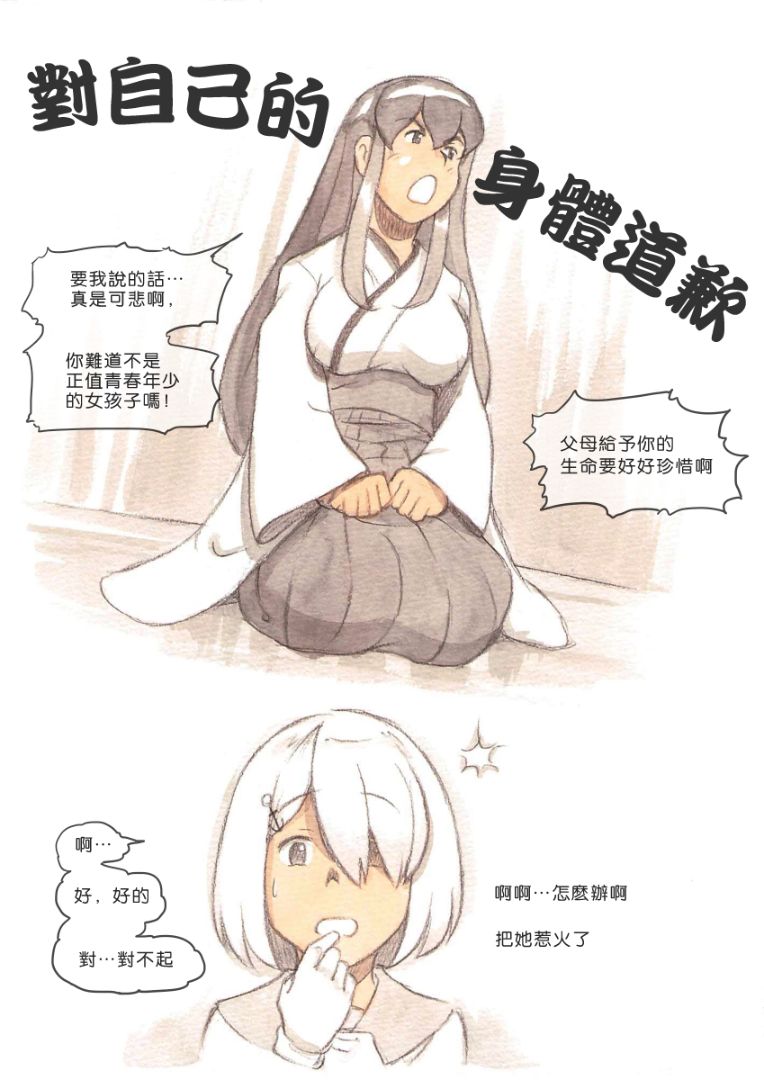 對自己的
身體道歉
要我說的話…
真是可悲啊,
你難道不是
正值青春年少
的女孩子嗎!
父母給予你的
生命要好好珍惜啊
啊…
好，好的
對…對不起
啊啊…怎麼辦啊
把她惹火了